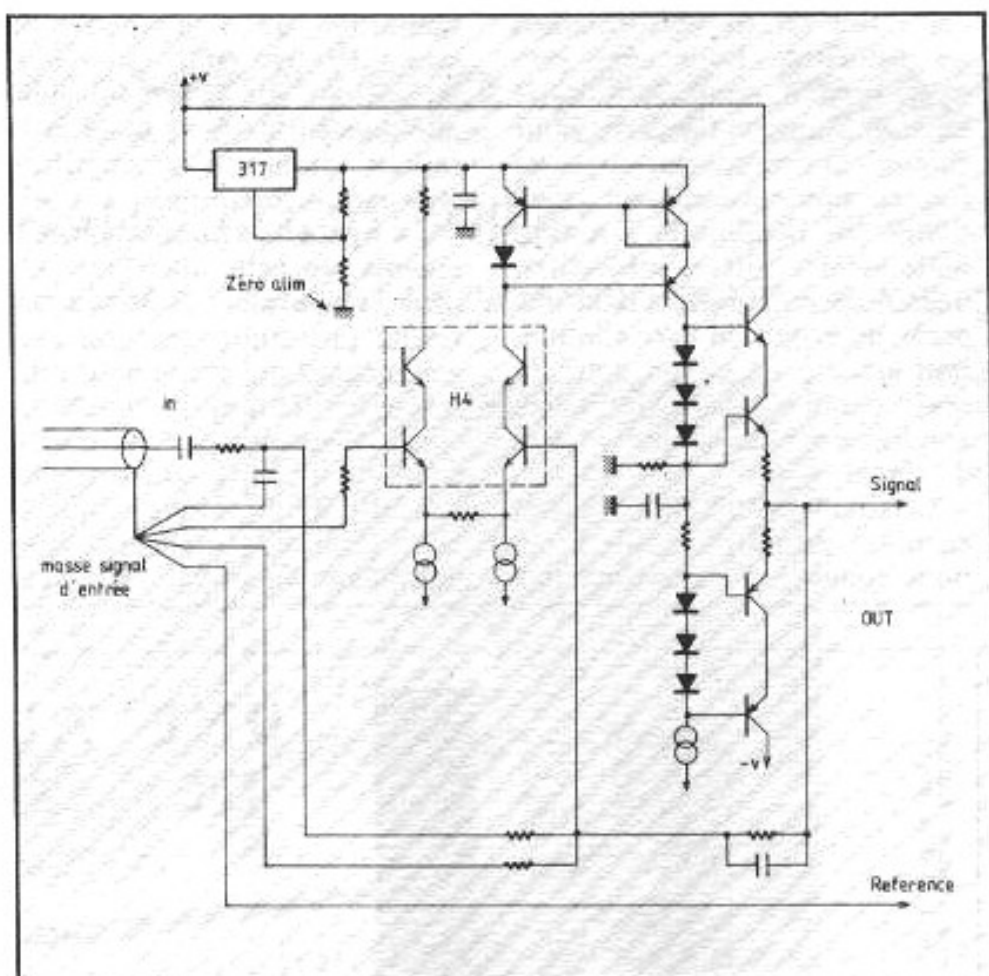 +v
317
Zéro alim
in
H4
Signal
masse signal
d'entrée
OUT
-v
Reference